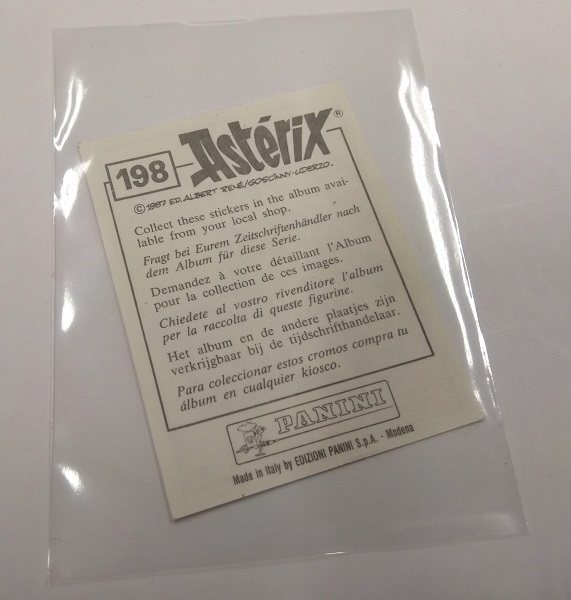 198
Astérix®
© 1987 ED. ALBERT RENÉ/GOSCINNY-UDERZO.
Collect these stickers in the album avai-
lable from your local shop.
Fragt bei Eurem Zeitschriftenhändler nach
dem Album für diese Serie.
Demandez à votre détaillant l'Album
pour la collection de ces images.
Chiedete al vostro rivenditore l'album
per la raccolta di queste figurine.
Het album en de andere plaatjes zijn
verkrijgbaar bij de tijdschrifthandelaar.
Para coleccionar estos cromos compra tu
álbum en cualquier kiosco.
PANINI
Made in Italy by EDIZIONI PANINI S.p.A. - Modena